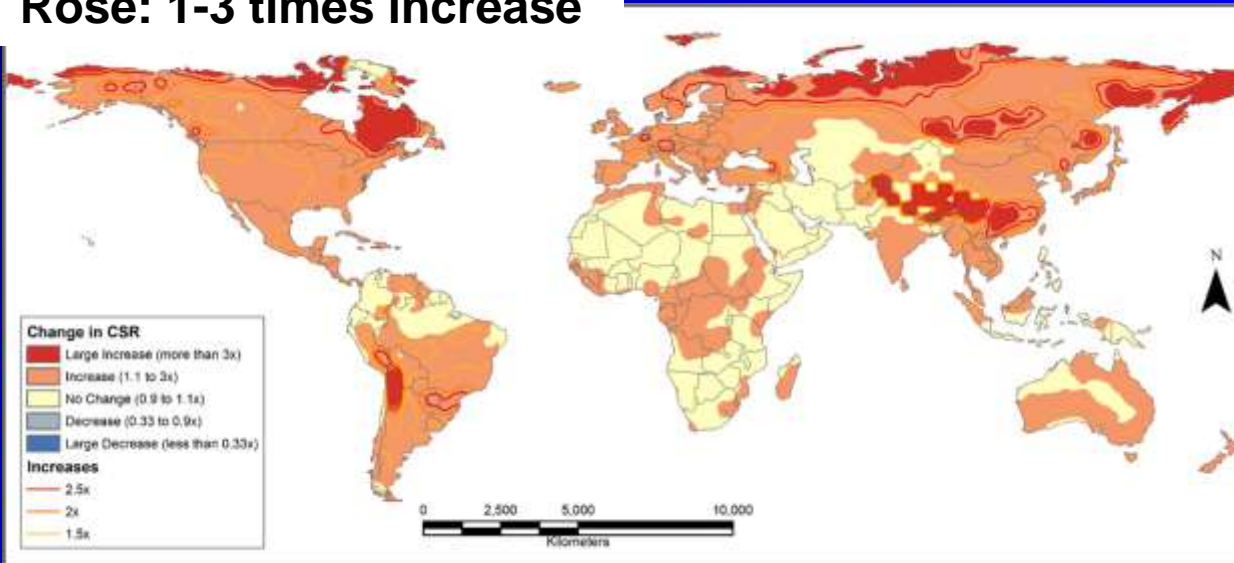 Rose: 1-3 times increase
N
Change in CSR
Large Increase (more than 3x)
Increase (1.1 to 3x)
No Change (0.9 to 1.1x)
Decrease (0.33 to 0.9x)
Large Decrease (less than 0.33x)
Increases
2.5x
2x
1.5x
0 2,500 5,000 10,000
Kilometers